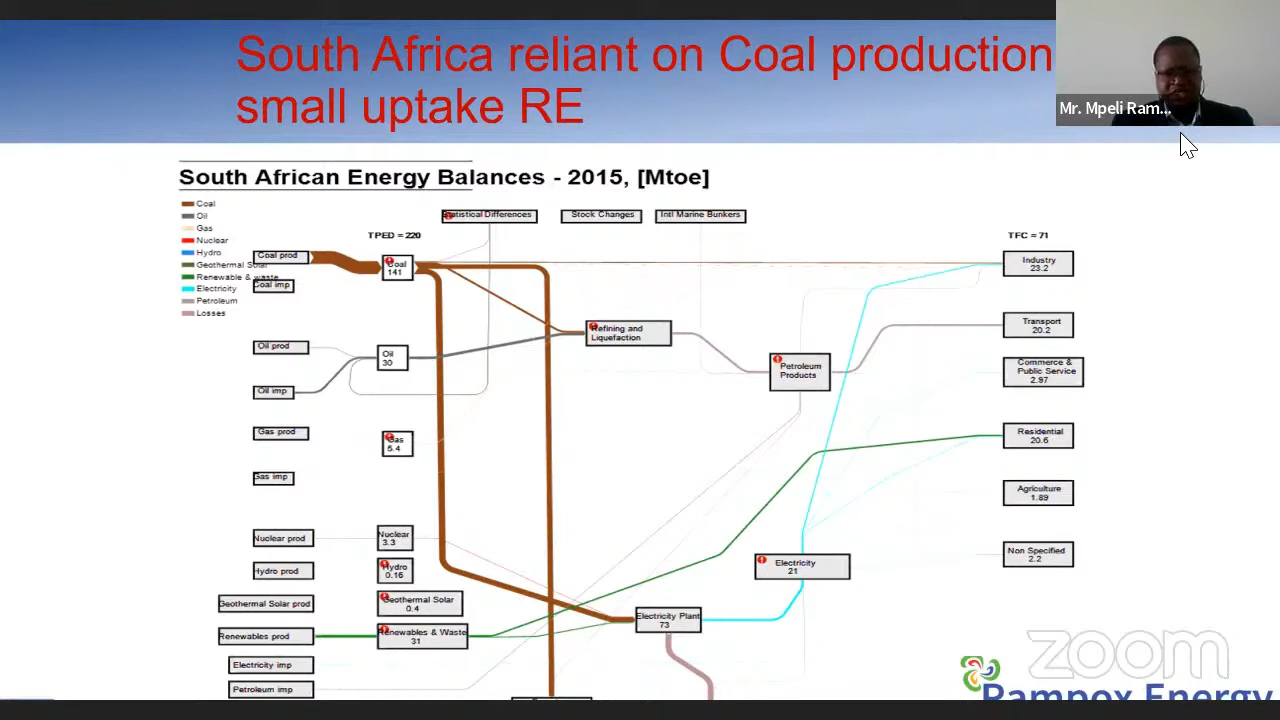 South Africa reliant on Coal production
small uptake RE
Mr. Mpeli Ram...
South African Energy Balances - 2015, [Mtoe]
Coal
Oil
Gas
Nuclear
Hydro
Geothermal Solar
Renewable & waste
Electricity
Petroleum
Losses
Statistical Differences
Stock Changes
Intl Marine Bunkers
TPED = 220
TFC = 71
Coal prod
Coal imp
Coal
141
Oil prod
Oil imp
Oil
30
Gas prod
Gas imp
Gas
5.4
Nuclear prod
Nuclear
3.3
Hydro prod
Hydro
0.16
Geothermal Solar prod
Geothermal Solar
0.4
Renewables prod
Renewables & Waste
31
Electricity imp
Petroleum imp
Refining and
Liquefaction
Petroleum
Products
Electricity
21
Electricity Plant
73
Industry
23.2
Transport
20.2
Commerce &
Public Service
2.97
Residential
20.6
Agriculture
1.89
Non Specified
2.2
zoom
Rampox Energy